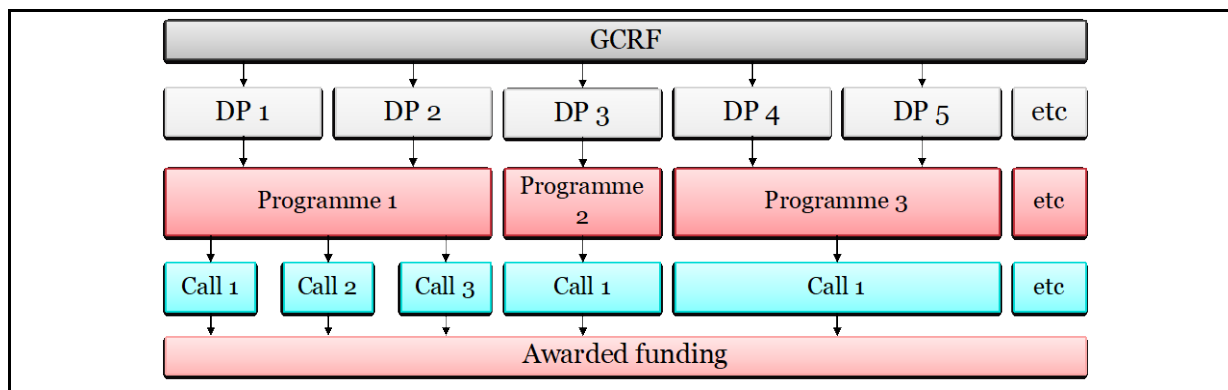 GCRF
DP 1
DP 2
DP 3
DP 4
DP 5
etc
Programme 1
Programme
2
Programme 3
etc
Call 1
Call 2
Call 3
Call 1
Call 1
etc
Awarded funding